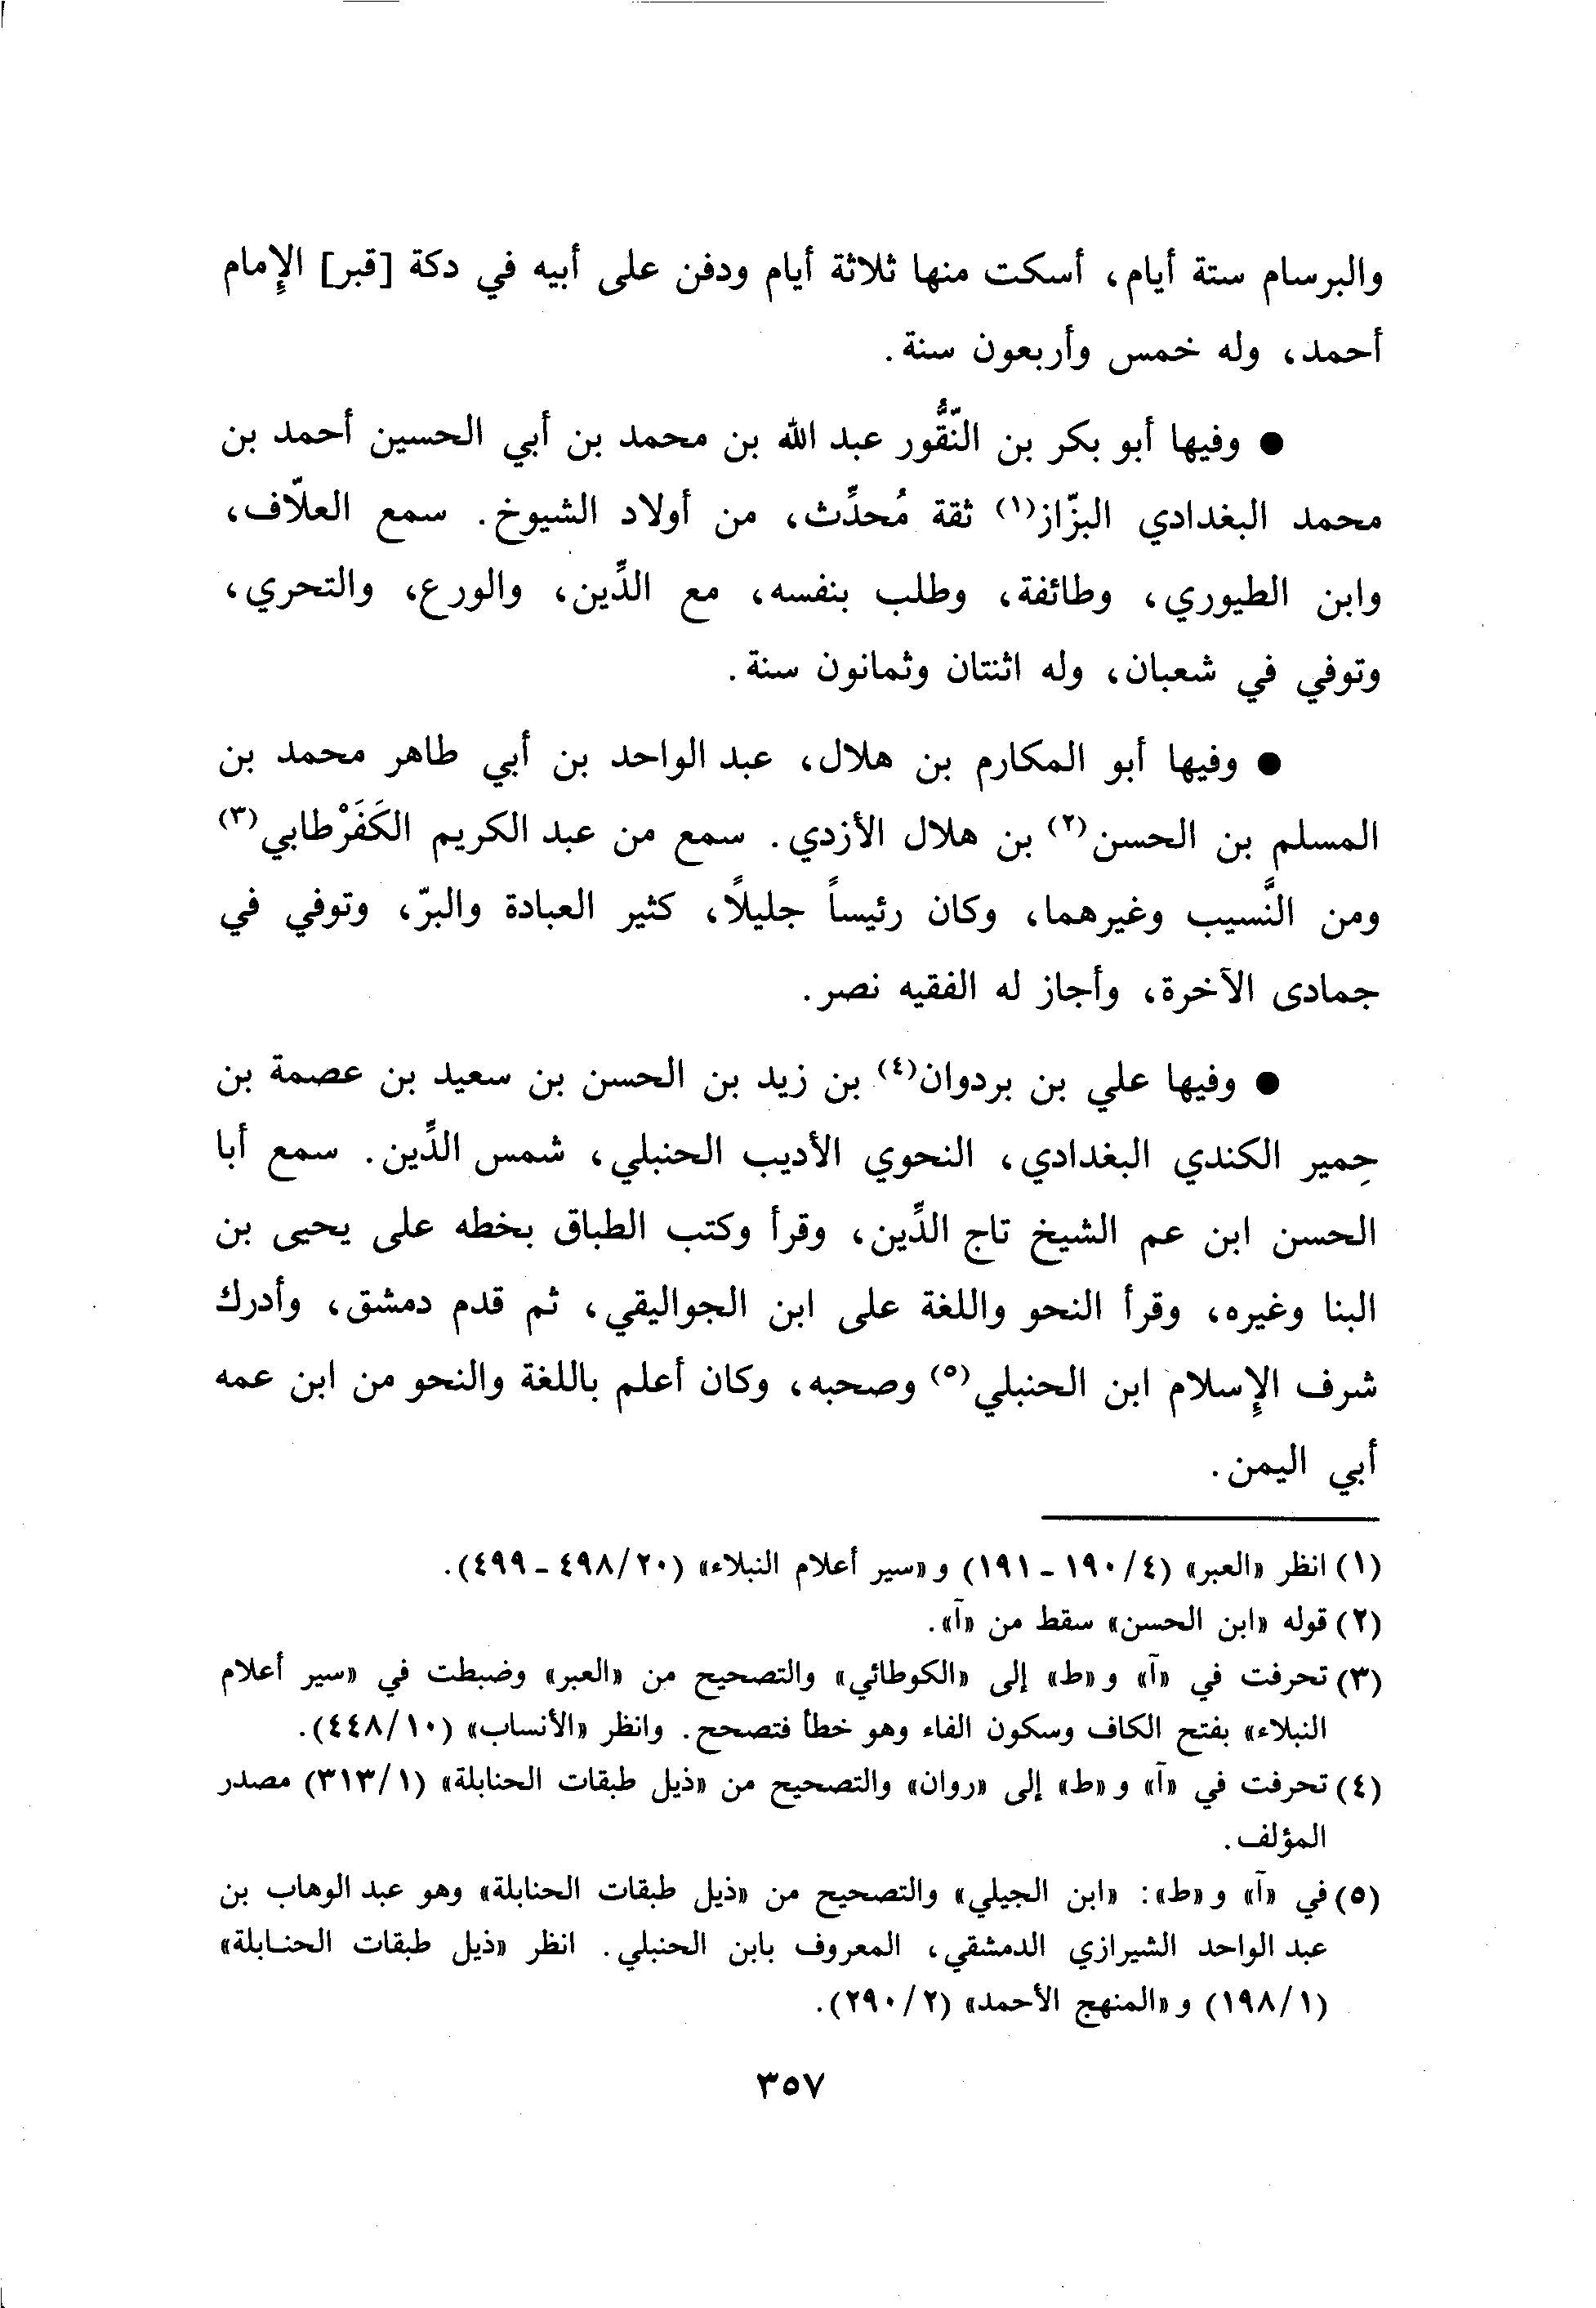 والبرسام ستة أيام، أسكت منها ثلاثة أيام ودفن على أبيه في دكة [قبر] الإِمام
أحمد، وله خمس وأربعون سنة.
● وفيها أبو بكر بن النَّقُّور عبد الله بن محمد بن أبي الحسين أحمد بن
محمد البغدادي البزّاز(١) ثقة مُحدِّث، من أولاد الشيوخ. سمع العلّاف،
وابن الطيوري، وطائفة، وطلب بنفسه، مع الدِّين، والورع، والتحري،
وتوفي في شعبان، وله اثنتان وثمانون سنة.
● وفيها أبو المكارم بن هلال، عبد الواحد بن أبي طاهر محمد بن
المسلم بن الحسن(٢) بن هلال الأزدي. سمع من عبد الكريم الكَفَرْطابي(٣)
ومن النَّسيب وغيرهما، وكان رئيساً جليلاً، كثير العبادة والبرّ، وتوفي في
جمادى الآخرة، وأجاز له الفقيه نصر.
● وفيها علي بن بردوان(٤) بن زيد بن الحسن بن سعيد بن عصمة بن
حِمير الكندي البغدادي، النحوي الأديب الحنبلي، شمس الدِّين. سمع أبا
الحسن ابن عم الشيخ تاج الدِّين، وقرأ وكتب الطباق بخطه على يحيى بن
البنا وغيره، وقرأ النحو واللغة على ابن الجواليقي، ثم قدم دمشق، وأدرك
شرف الإِسلام ابن الحنبلي(٥) وصحبه، وكان أعلم باللغة والنحو من ابن عمه
أبي اليمن.
(١) انظر «العبر» (٤/ ١٩٠ - ١٩١) و «سير أعلام النبلاء» (٢٠/ ٤٩٨ - ٤٩٩).
(٢) قوله «ابن الحسن» سقط من «آ».
(٣) تحرفت في «آ» و «ط» إلى «الكوطائي» والتصحيح من «العبر» وضبطت في «سير أعلام
النبلاء» بفتح الكاف وسكون الفاء وهو خطأ فتصحح. وانظر «الأنساب» (١٠/ ٤٤٨).
(٤) تحرفت في «آ» و «ط» إلى «روان» والتصحيح من «ذيل طبقات الحنابلة» (١/ ٣١٣) مصدر
المؤلف.
(٥) في «آ» و «ط»: «ابن الجيلي» والتصحيح من «ذيل طبقات الحنابلة» وهو عبد الوهاب بن
عبد الواحد الشيرازي الدمشقي، المعروف بابن الحنبلي. انظر «ذيل طبقات الحنابلة»
(١/ ١٩٨) و «المنهج الأحمد» (٢/ ٢٩٠).
٣٥٧